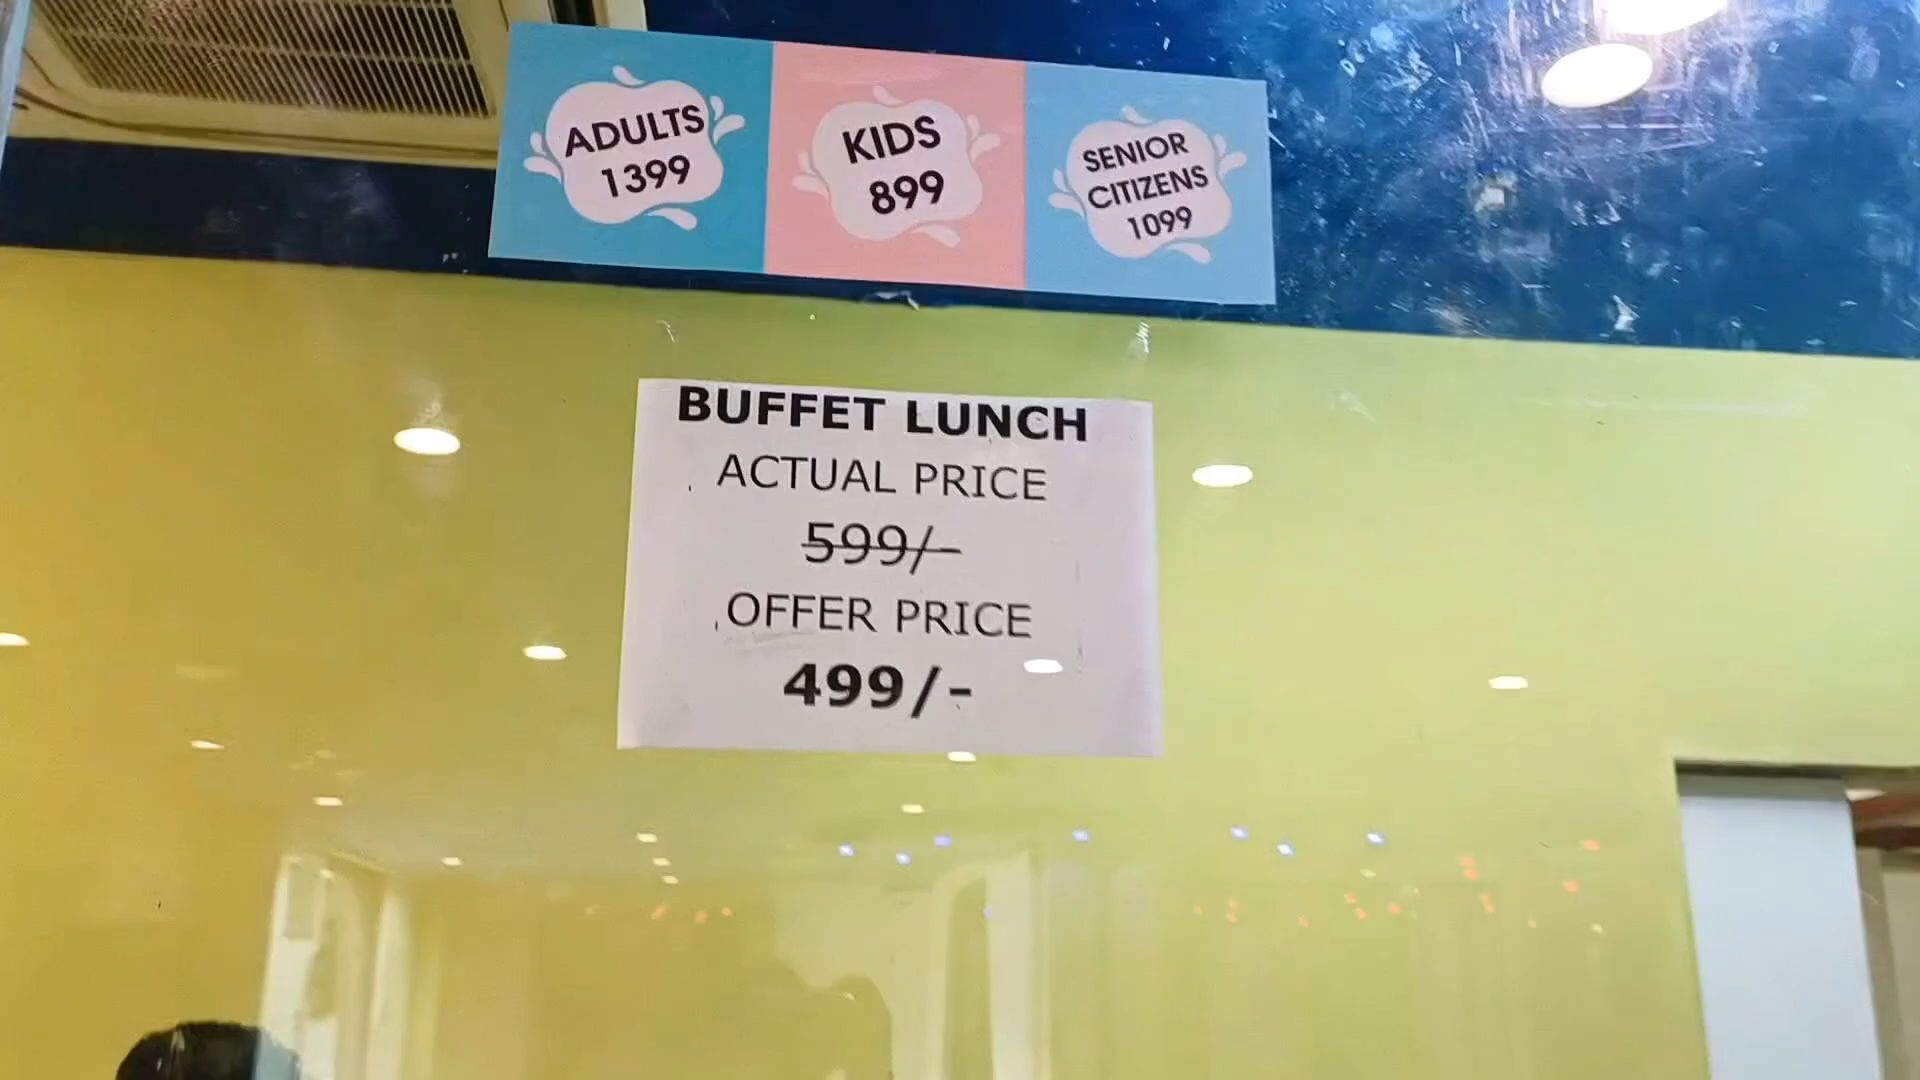 ADULTS
1399
KIDS
899
SENIOR
CITIZENS
1099
BUFFET LUNCH
ACTUAL PRICE
599/-
OFFER PRICE
499/-